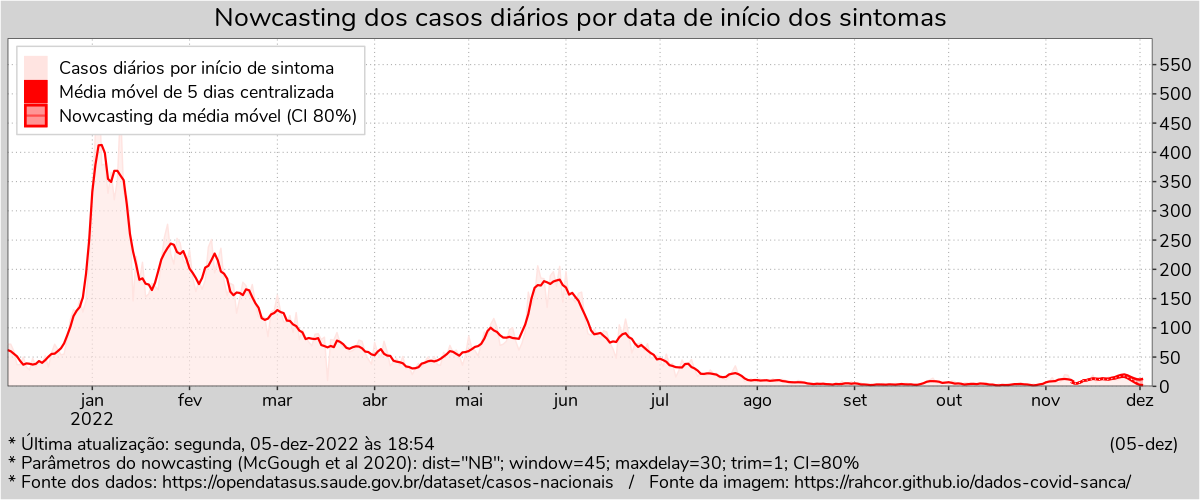 Nowcasting dos casos diários por data de início dos sintomas
Casos diários por início de sintoma
Média móvel de 5 dias centralizada
Nowcasting da média móvel (CI 80%)
550
500
450
400
350
300
250
200
150
100
50
0
jan fev mar abr mai jun jul ago set out nov dez
2022
* Última atualização: segunda, 05-dez-2022 às 18:54 (05-dez)
* Parâmetros do nowcasting (McGough et al 2020): dist="NB"; window=45; maxdelay=30; trim=1; CI=80%
* Fonte dos dados: https://opendatasus.saude.gov.br/dataset/casos-nacionais / Fonte da imagem: https://rahcor.github.io/dados-covid-sanca/